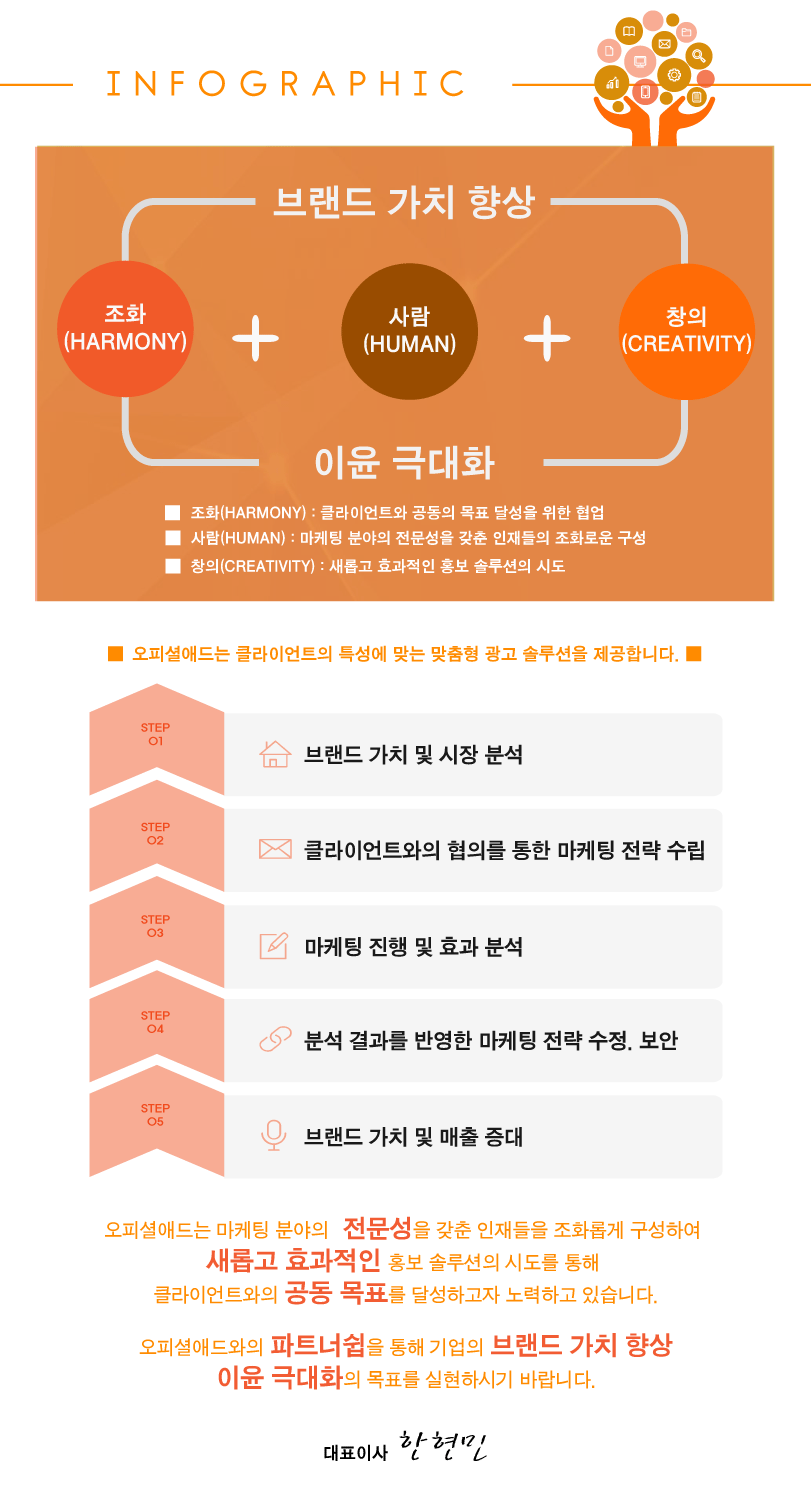 INFOGRAPHIC
브랜드 가치 향상
조화
(HARMONY)
+
사람
(HUMAN)
+
창의
(CREATIVITY)
이윤 극대화
■ 조화(HARMONY) : 클라이언트와 공동의 목표 달성을 위한 협업
■ 사람(HUMAN) : 마케팅 분야의 전문성을 갖춘 인재들의 조화로운 구성
■ 창의(CREATIVITY) : 새롭고 효과적인 홍보 솔루션의 시도
■ 오피셜애드는 클라이언트의 특성에 맞는 맞춤형 광고 솔루션을 제공합니다. ■
STEP
01
브랜드 가치 및 시장 분석
STEP
02
클라이언트와의 협의를 통한 마케팅 전략 수립
STEP
03
마케팅 진행 및 효과 분석
STEP
04
분석 결과를 반영한 마케팅 전략 수정. 보안
STEP
05
브랜드 가치 및 매출 증대
오피셜애드는 마케팅 분야의 전문성을 갖춘 인재들을 조화롭게 구성하여
새롭고 효과적인 홍보 솔루션의 시도를 통해
클라이언트와의 공동 목표를 달성하고자 노력하고 있습니다.
오피셜애드와의 파트너쉽을 통해 기업의 브랜드 가치 향상
이윤 극대화의 목표를 실현하시기 바랍니다.
대표이사 한현민